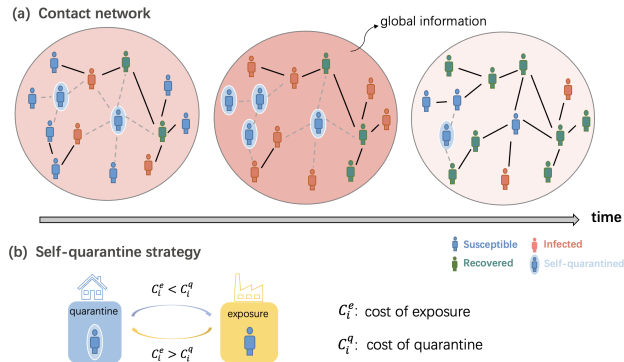 (a) Contact network
global information
time
Susceptible Infected
Recovered Self-quarantined
(b) Self-quarantine strategy
quarantine
C_i^e < C_i^q
exposure
C_i^e > C_i^q
C_i^e: cost of exposure
C_i^q: cost of quarantine